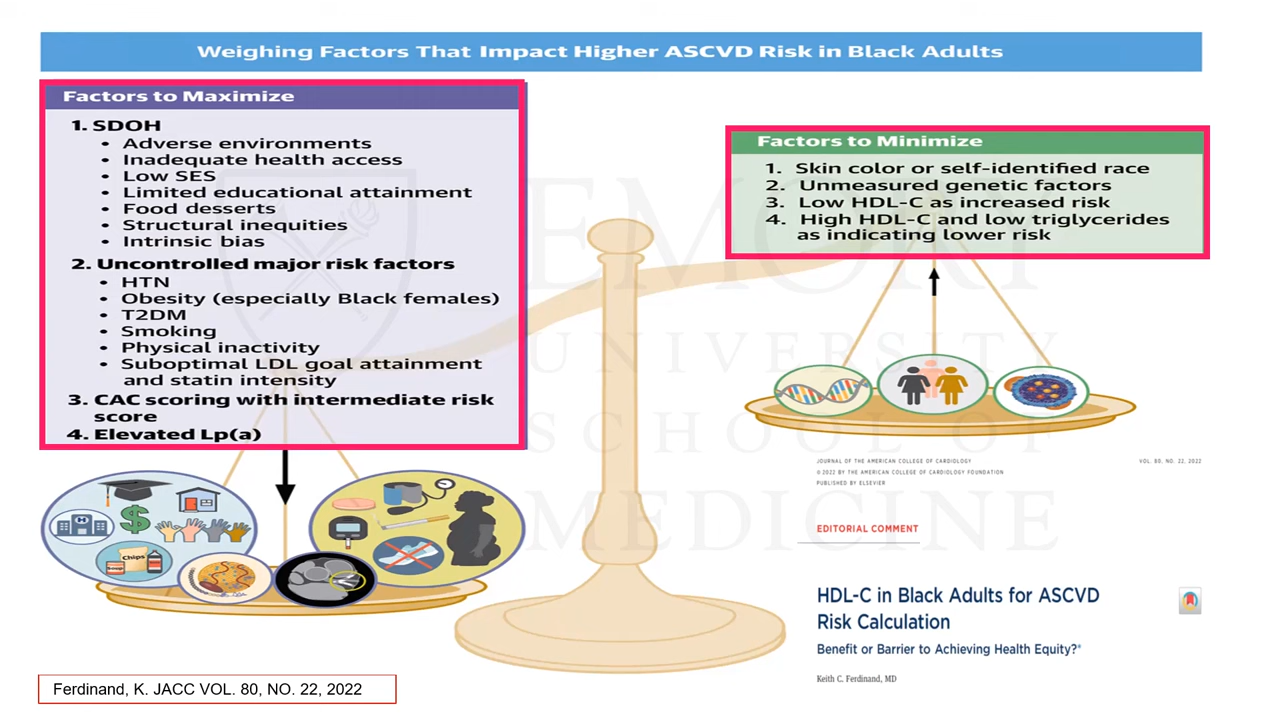 Weighing Factors That Impact Higher ASCVD Risk in Black Adults
Factors to Maximize
1. SDOH
• Adverse environments
• Inadequate health access
• Low SES
• Limited educational attainment
• Food desserts
• Structural inequities
• Intrinsic bias
2. Uncontrolled major risk factors
• HTN
• Obesity (especially Black females)
• T2DM
• Smoking
• Physical inactivity
• Suboptimal LDL goal attainment
and statin intensity
3. CAC scoring with intermediate risk
score
4. Elevated Lp(a)
Factors to Minimize
1. Skin color or self-identified race
2. Unmeasured genetic factors
3. Low HDL-C as increased risk
4. High HDL-C and low triglycerides
as indicating lower risk
EMORY
UNIVERSITY
SCHOOL OF
MEDICINE
H
$
Chips
JOURNAL OF THE AMERICAN COLLEGE OF CARDIOLOGY
VOL. 80, NO. 22, 2022
© 2022 BY THE AMERICAN COLLEGE OF CARDIOLOGY FOUNDATION
PUBLISHED BY ELSEVIER
EDITORIAL COMMENT
HDL-C in Black Adults for ASCVD
Risk Calculation
Benefit or Barrier to Achieving Health Equity?*
Keith C. Ferdinand, MD
Ferdinand, K. JACC VOL. 80, NO. 22, 2022